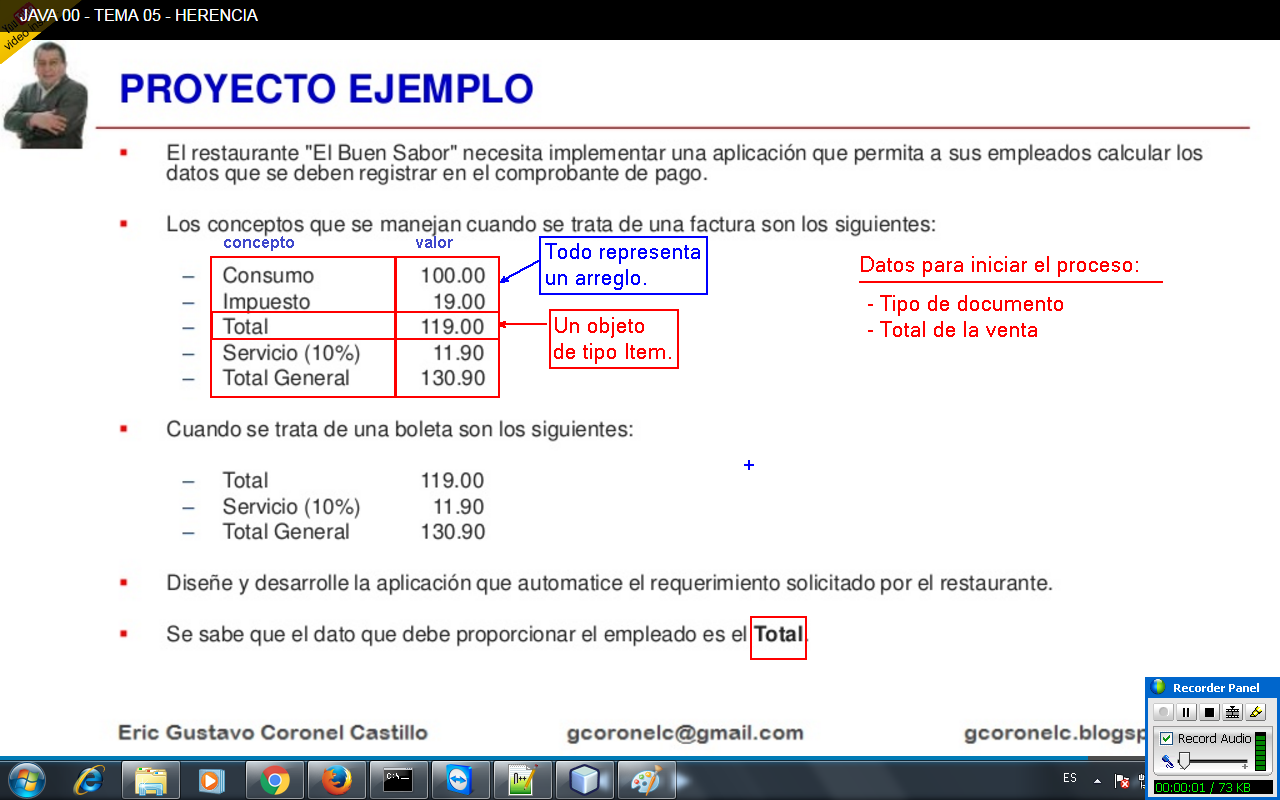 JAVA 00 - TEMA 05 - HERENCIA
PROYECTO EJEMPLO
El restaurante "El Buen Sabor" necesita implementar una aplicación que permita a sus empleados calcular los
datos que se deben registrar en el comprobante de pago.
Los conceptos que se manejan cuando se trata de una factura son los siguientes:
concepto valor
– Consumo 100.00
– Impuesto 19.00
– Total 119.00
– Servicio (10%) 11.90
– Total General 130.90
Todo representa
un arreglo.
Un objeto
de tipo Item.
Datos para iniciar el proceso:
- Tipo de documento
- Total de la venta
Cuando se trata de una boleta son los siguientes:
– Total 119.00
– Servicio (10%) 11.90
– Total General 130.90
Diseñe y desarrolle la aplicación que automatice el requerimiento solicitado por el restaurante.
Se sabe que el dato que debe proporcionar el empleado es el Total
Eric Gustavo Coronel Castillo gcoronelc@gmail.com gcoronelc.blogsp
Recorder Panel
Record Audio
00:00:01 / 73 KB
C:\_
N++
ES